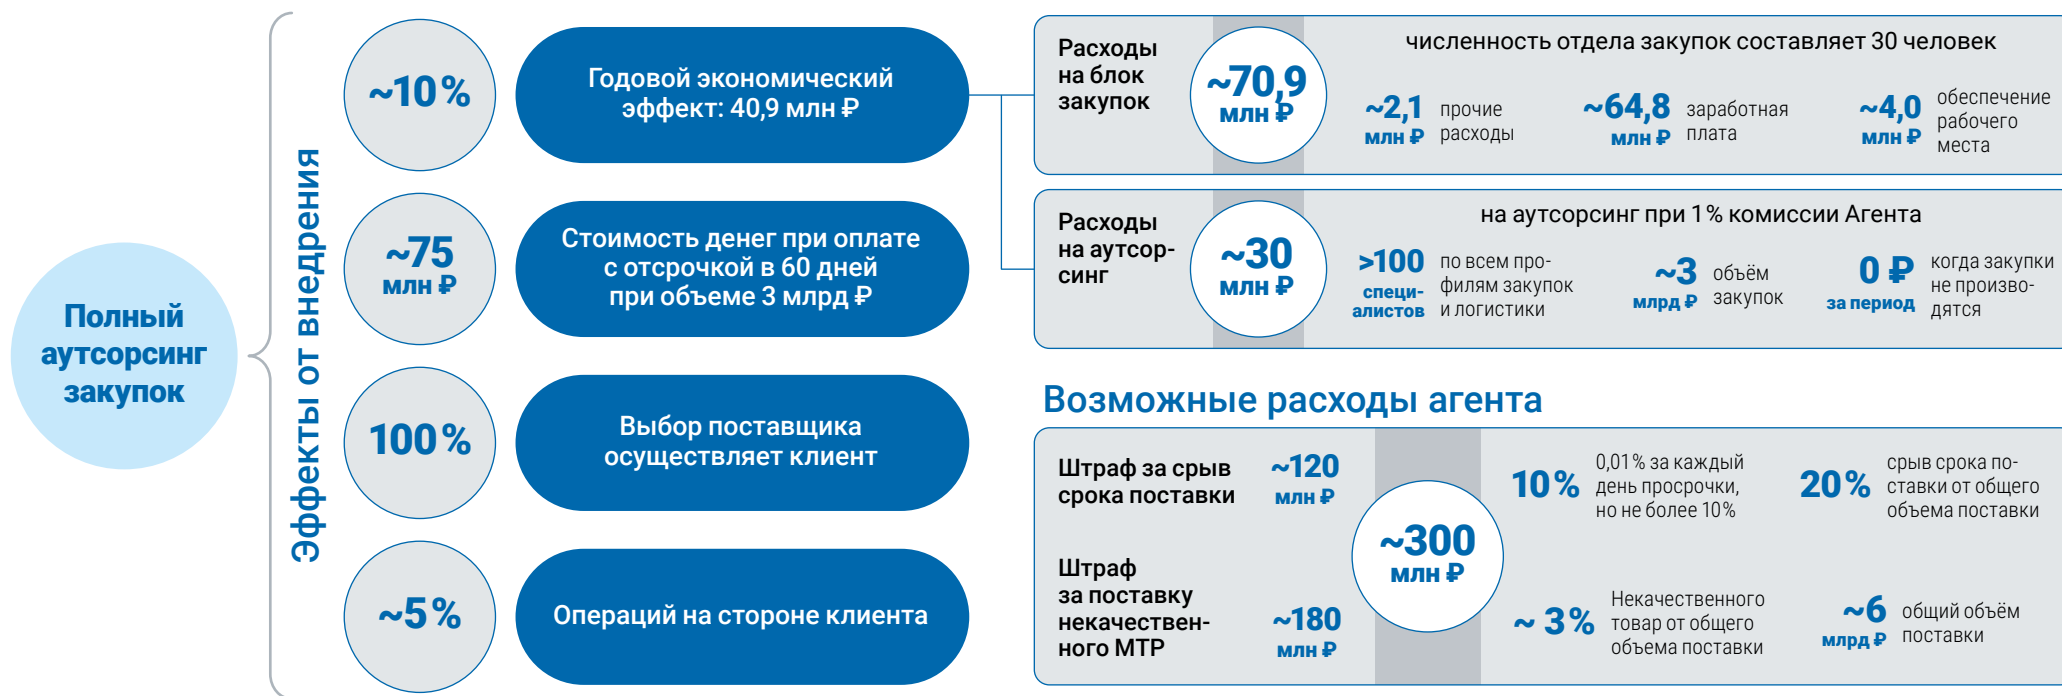 Полный
аутсорсинг
закупок
Эффекты от внедрения
~10 %
Годовой экономический
эффект: 40,9 млн ₽
~75
млн ₽
Стоимость денег при оплате
с отсрочкой в 60 дней
при объеме 3 млрд ₽
100 %
Выбор поставщика
осуществляет клиент
~5 %
Операций на стороне клиента
Расходы
на блок
закупок
~70,9
млн ₽
численность отдела закупок составляет 30 человек
~2,1
млн ₽
прочие
расходы
~64,8
млн ₽
заработная
плата
~4,0
млн ₽
обеспечение
рабочего
места
Расходы
на аутсор-
синг
~30
млн ₽
на аутсорсинг при 1 % комиссии Агента
>100
специ-
алистов
по всем про-
филям закупок
и логистики
~3
млрд ₽
объём
закупок
0 ₽
за период
когда закупки
не произво-
дятся
Возможные расходы агента
Штраф за срыв
срока поставки
~120
млн ₽
~300
млн ₽
10 %
0,01 % за каждый
день просрочки,
но не более 10 %
20 %
срыв срока по-
ставки от общего
объема поставки
Штраф
за поставку
некачествен-
ного МТР
~180
млн ₽
~ 3 %
Некачественного
товар от общего
объема поставки
~6
млрд ₽
общий объём
поставки